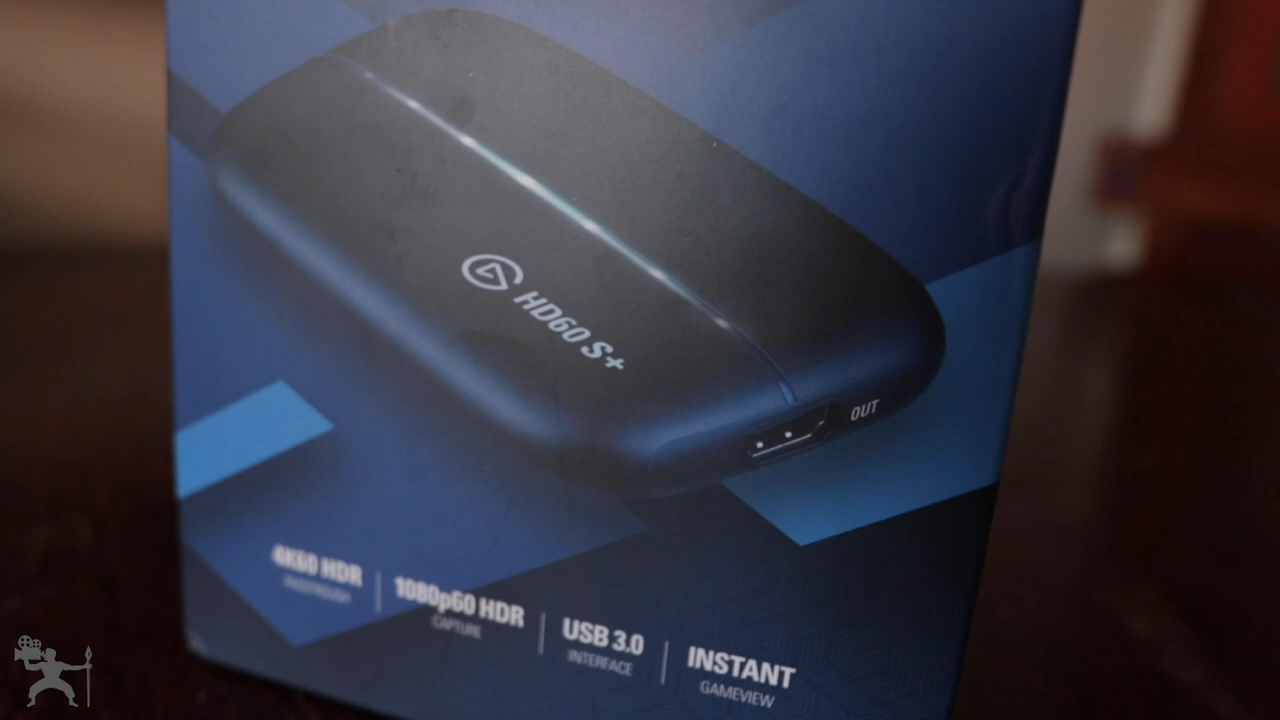 HD60 S+
OUT
4K60 HDR
PASSTHROUGH
1080p60 HDR
CAPTURE
USB 3.0
INTERFACE
INSTANT
GAMEVIEW